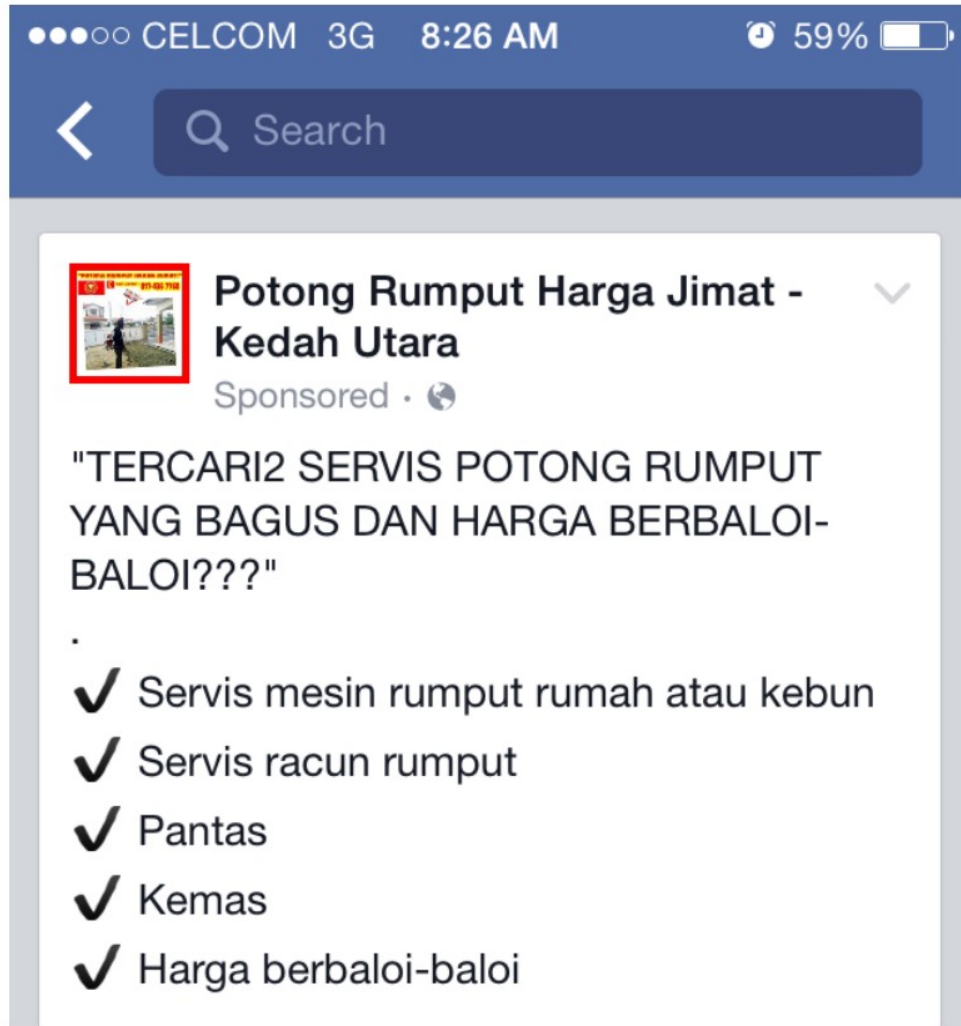 CELCOM 3G 8:26 AM 59%
Search
Potong Rumput Harga Jimat -
Kedah Utara
Sponsored ·
"TERCARI2 SERVIS POTONG RUMPUT
YANG BAGUS DAN HARGA BERBALOI-
BALOI???"
.
✔ Servis mesin rumput rumah atau kebun
✔ Servis racun rumput
✔ Pantas
✔ Kemas
✔ Harga berbaloi-baloi